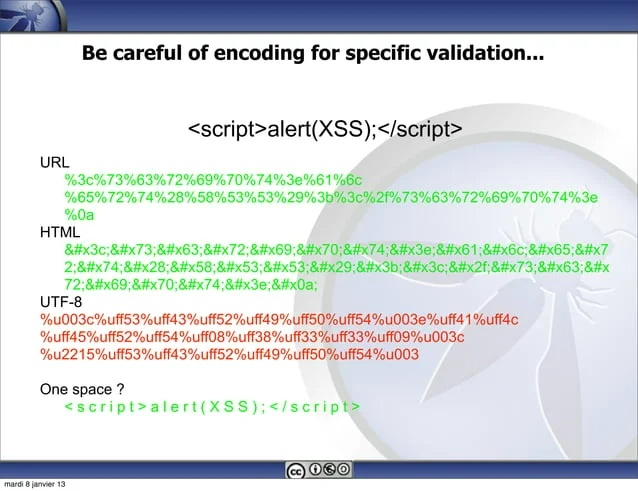 Be careful of encoding for specific validation...
<script>alert(XSS);</script>
URL
%3c%73%63%72%69%70%74%3e%61%6c
%65%72%74%28%58%53%53%29%3b%3c%2f%73%63%72%69%70%74%3e
%0a
HTML
&#x3c;&#x73;&#x63;&#x72;&#x69;&#x70;&#x74;&#x3e;&#x61;&#x6c;&#x65;&#x7
2;&#x74;&#x28;&#x58;&#x53;&#x53;&#x29;&#x3b;&#x3c;&#x2f;&#x73;&#x63;&#x
72;&#x69;&#x70;&#x74;&#x3e;&#x0a;
UTF-8
%u003c%uff53%uff43%uff52%uff49%uff50%uff54%u003e%uff41%uff4c
%uff45%uff52%uff54%uff08%uff38%uff33%uff33%uff09%u003c
%u2215%uff53%uff43%uff52%uff49%uff50%uff54%u003
One space ?
< s c r i p t > a l e r t ( X S S ) ; < / s c r i p t >
cc
mardi 8 janvier 13